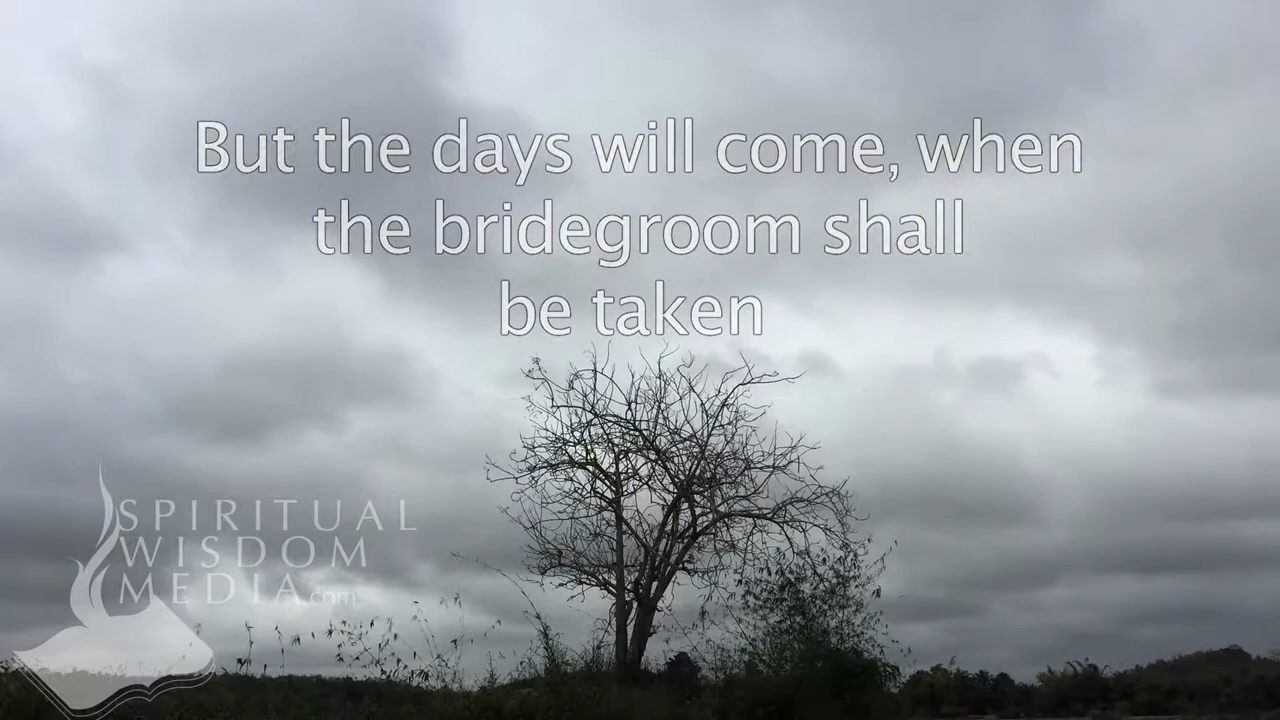 But the days will come, when
the bridegroom shall
be taken
SPIRITUAL
WISDOM
MEDIA.com